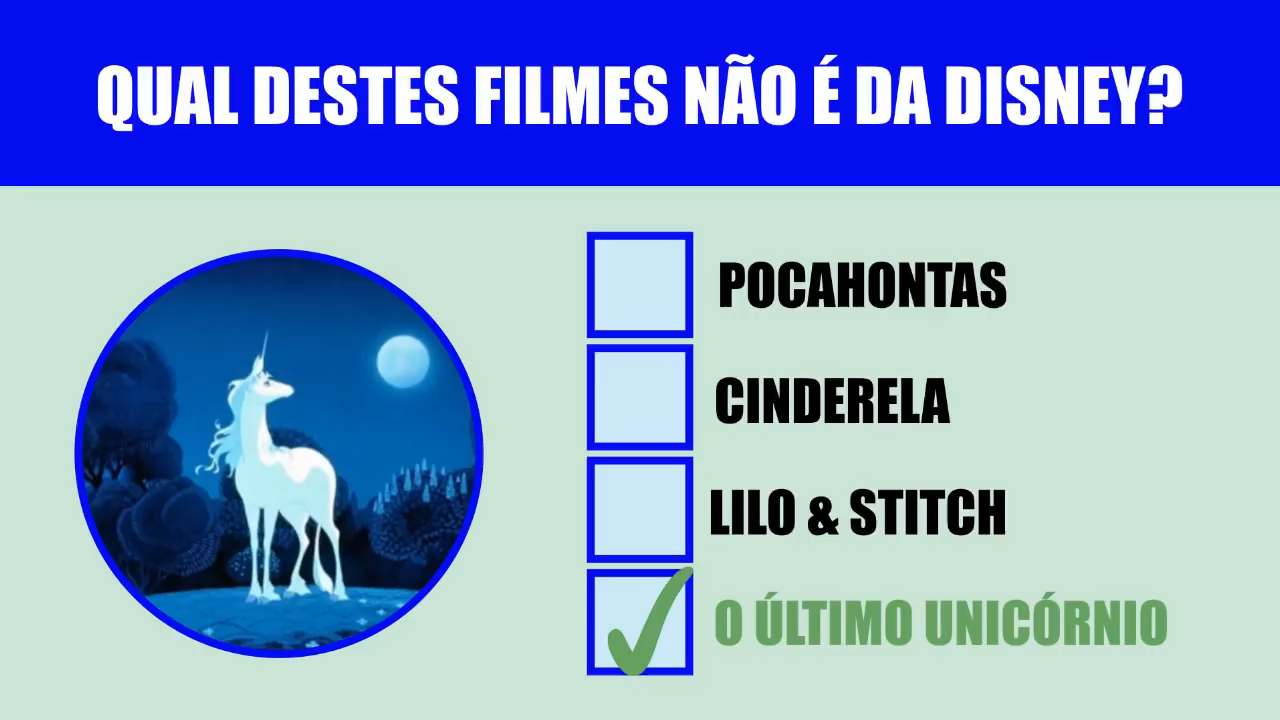 QUAL DESTES FILMES NÃO É DA DISNEY?
POCAHONTAS
CINDERELA
LILO & STITCH
O ÚLTIMO UNICÓRNIO